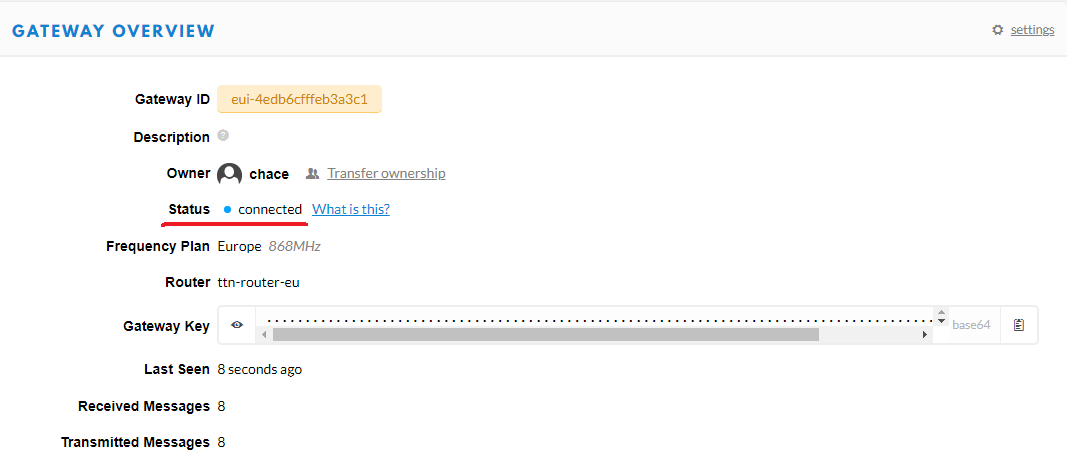 GATEWAY OVERVIEW settings
Gateway ID eui-4edb6cfffeb3a3c1
Description ?
Owner chace Transfer ownership
Status connected What is this?
Frequency Plan Europe 868MHz
Router ttn-router-eu
Gateway Key base64
Last Seen 8 seconds ago
Received Messages 8
Transmitted Messages 8